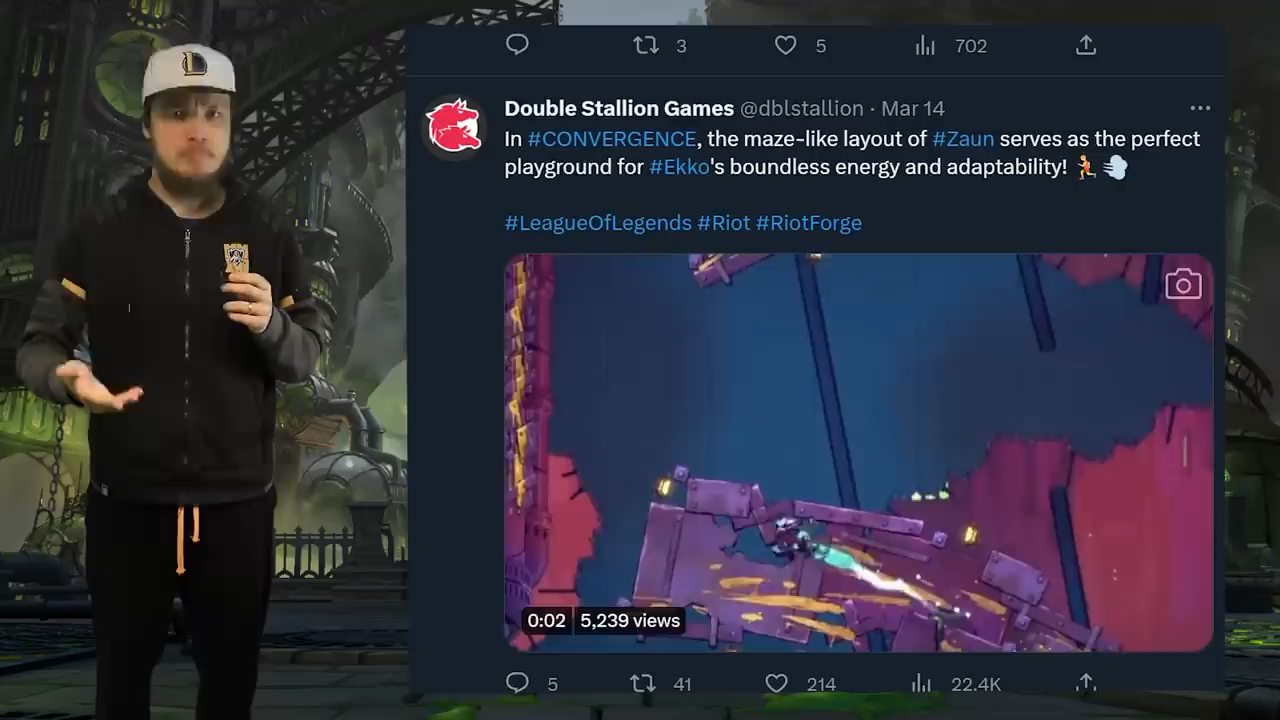 3 5 702
Double Stallion Games @dblstallion · Mar 14
In #CONVERGENCE, the maze-like layout of #Zaun serves as the perfect
playground for #Ekko's boundless energy and adaptability! 🏃💨
#LeagueOfLegends #Riot #RiotForge
0:02 5,239 views
5 41 214 22.4K